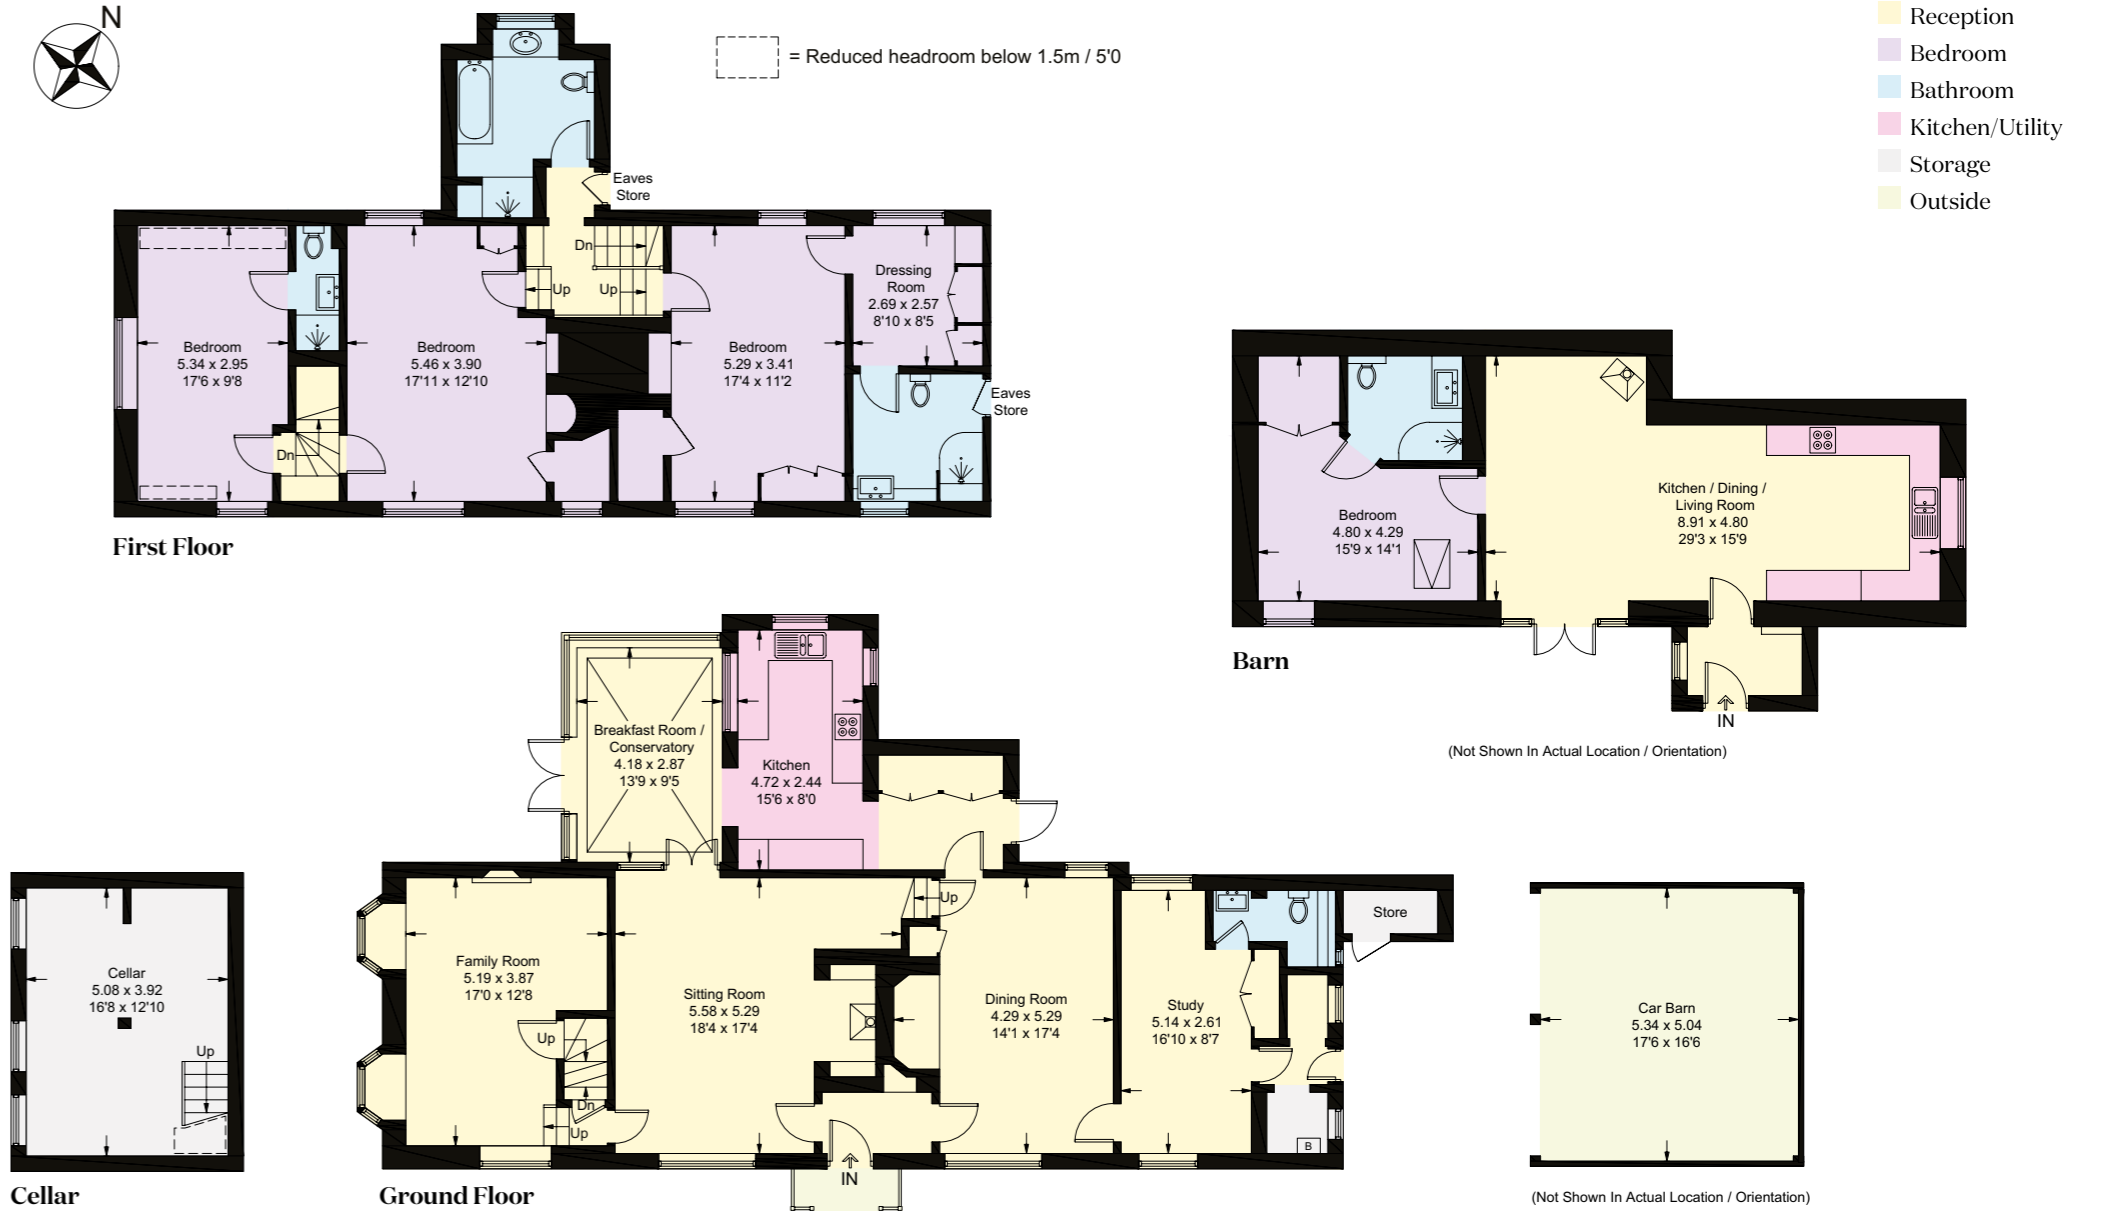 N
= Reduced headroom below 1.5m / 5'0
Reception
Bedroom
Bathroom
Kitchen/Utility
Storage
Outside
Eaves
Store
Dn
Up
Up
Dressing
Room
2.69 x 2.57
8'10 x 8'5
Bedroom
5.34 x 2.95
17'6 x 9'8
Bedroom
5.46 x 3.90
17'11 x 12'10
Bedroom
5.29 x 3.41
17'4 x 11'2
Eaves
Store
Dn
First Floor
Bedroom
4.80 x 4.29
15'9 x 14'1
Kitchen / Dining /
Living Room
8.91 x 4.80
29'3 x 15'9
Barn
IN
(Not Shown In Actual Location / Orientation)
Breakfast Room /
Conservatory
4.18 x 2.87
13'9 x 9'5
Kitchen
4.72 x 2.44
15'6 x 8'0
Up
Store
Family Room
5.19 x 3.87
17'0 x 12'8
Sitting Room
5.58 x 5.29
18'4 x 17'4
Dining Room
4.29 x 5.29
14'1 x 17'4
Study
5.14 x 2.61
16'10 x 8'7
Up
Dn
Up
B
IN
Ground Floor
Cellar
5.08 x 3.92
16'8 x 12'10
Up
Cellar
Car Barn
5.34 x 5.04
17'6 x 16'6
(Not Shown In Actual Location / Orientation)